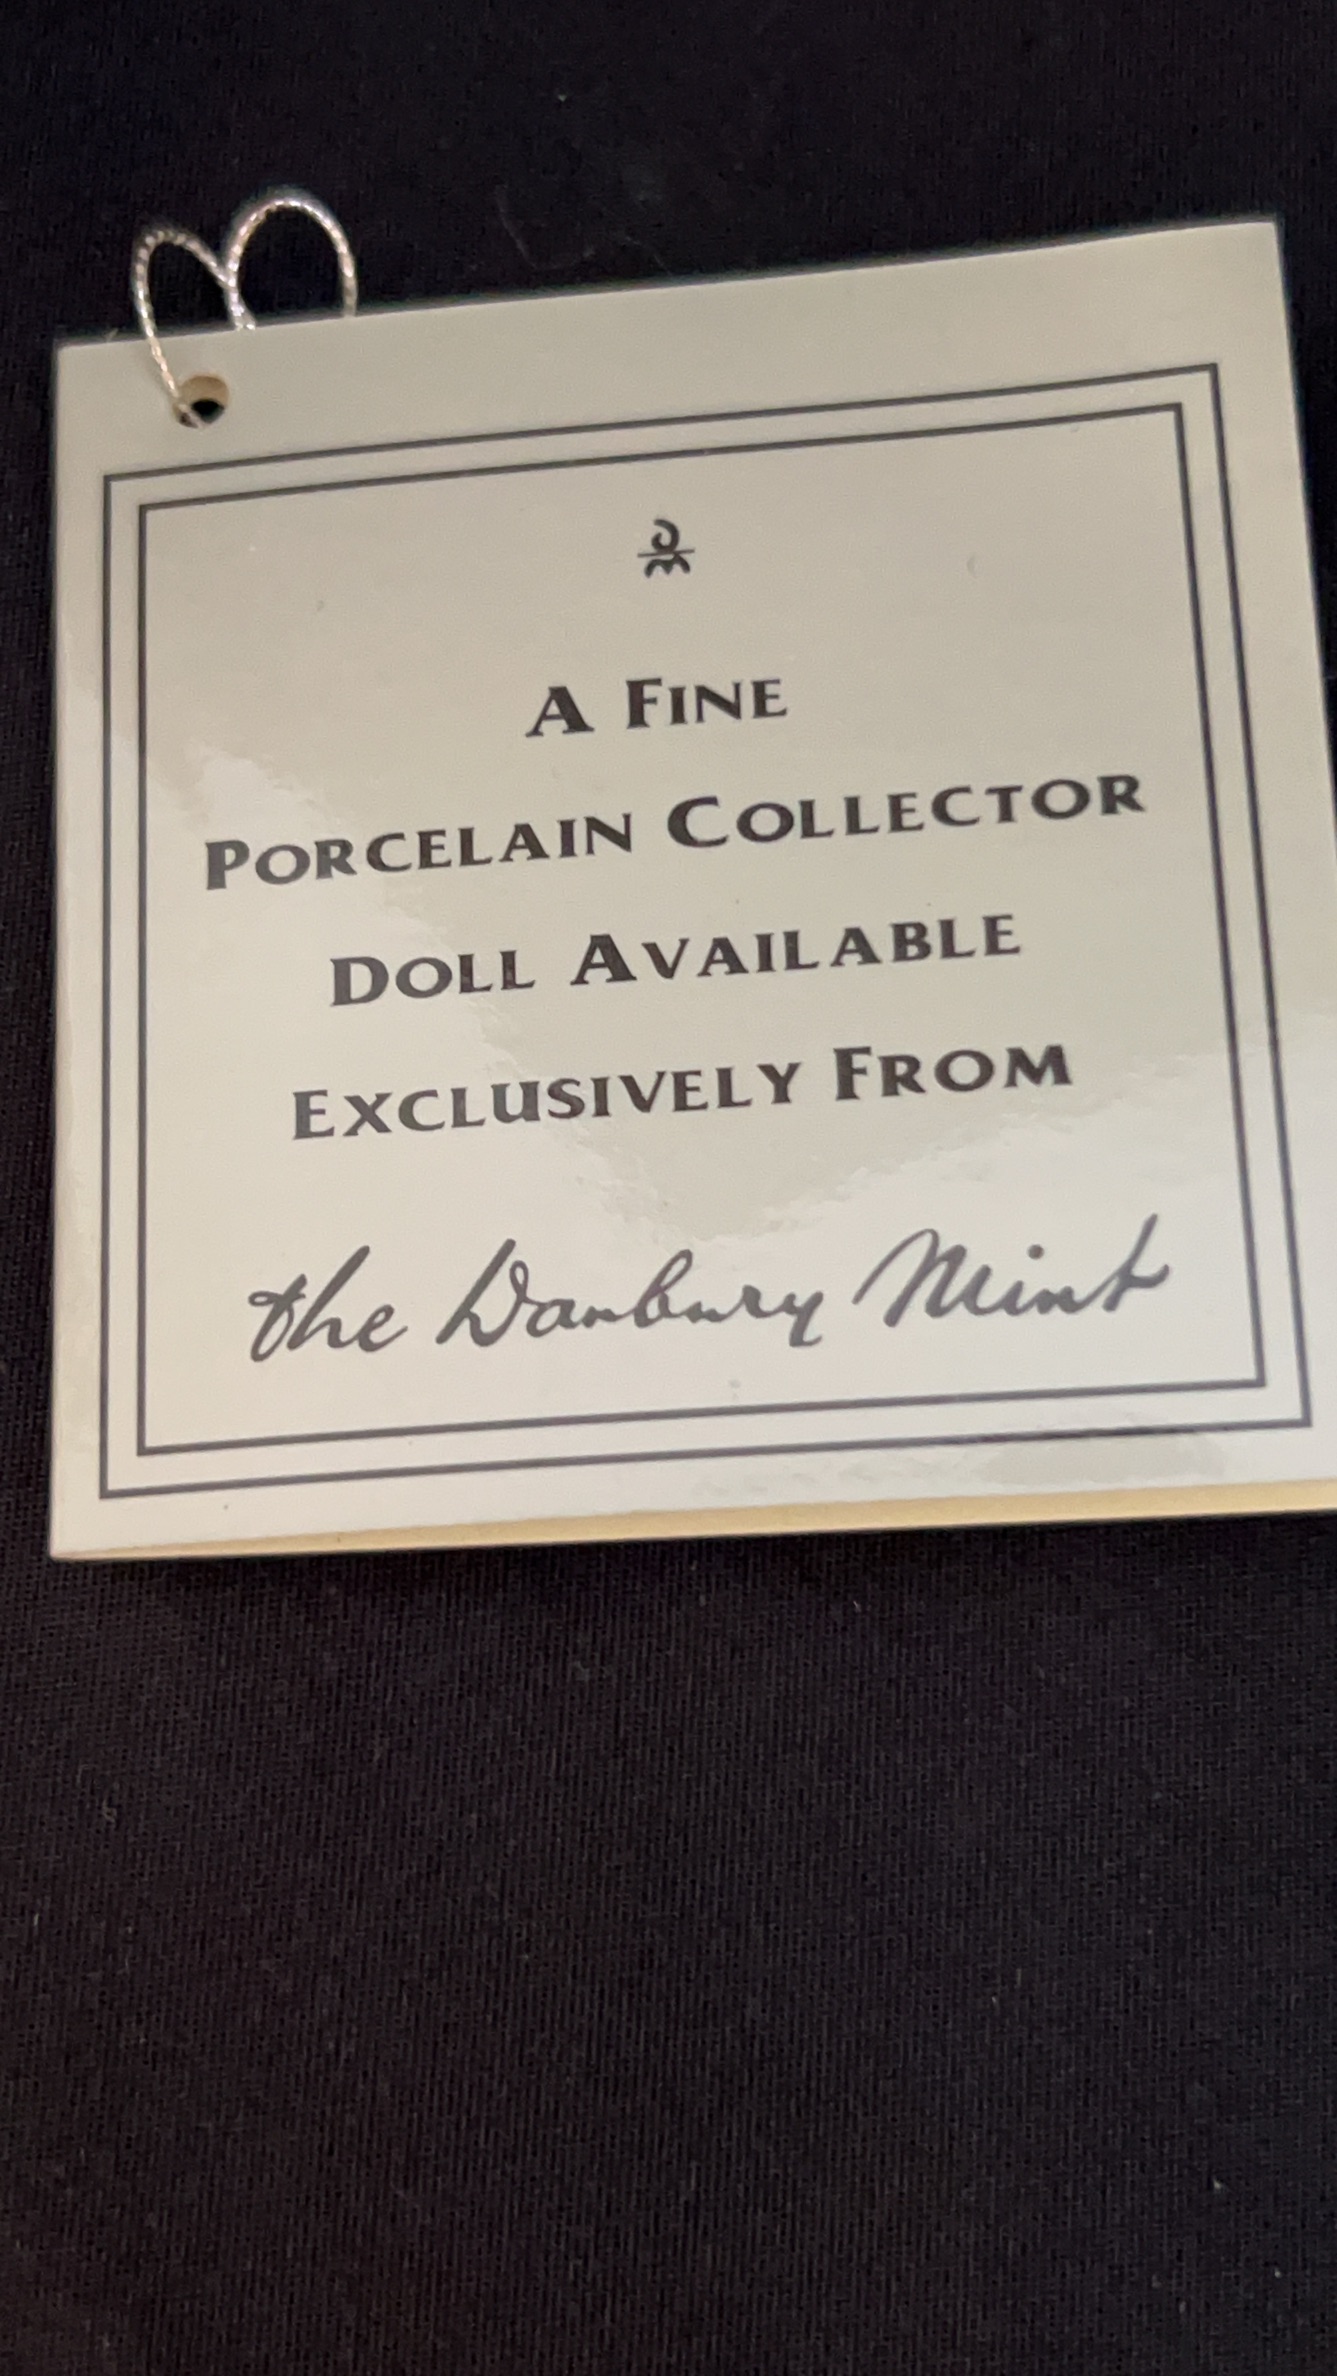 A FINE
PORCELAIN COLLECTOR
DOLL AVAILABLE
EXCLUSIVELY FROM
the Danbury Mint